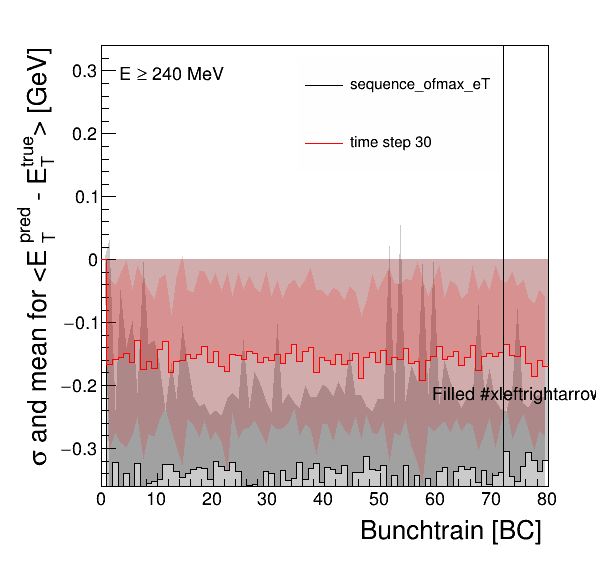 σ and mean for <E_T^pred - E_T^true> [GeV]
E ≥ 240 MeV
sequence_ofmax_eT
time step 30
0.3
0.2
0.1
0
−0.1
−0.2
−0.3
Filled #xleftrightarrow
0 10 20 30 40 50 60 70 80
Bunchtrain [BC]